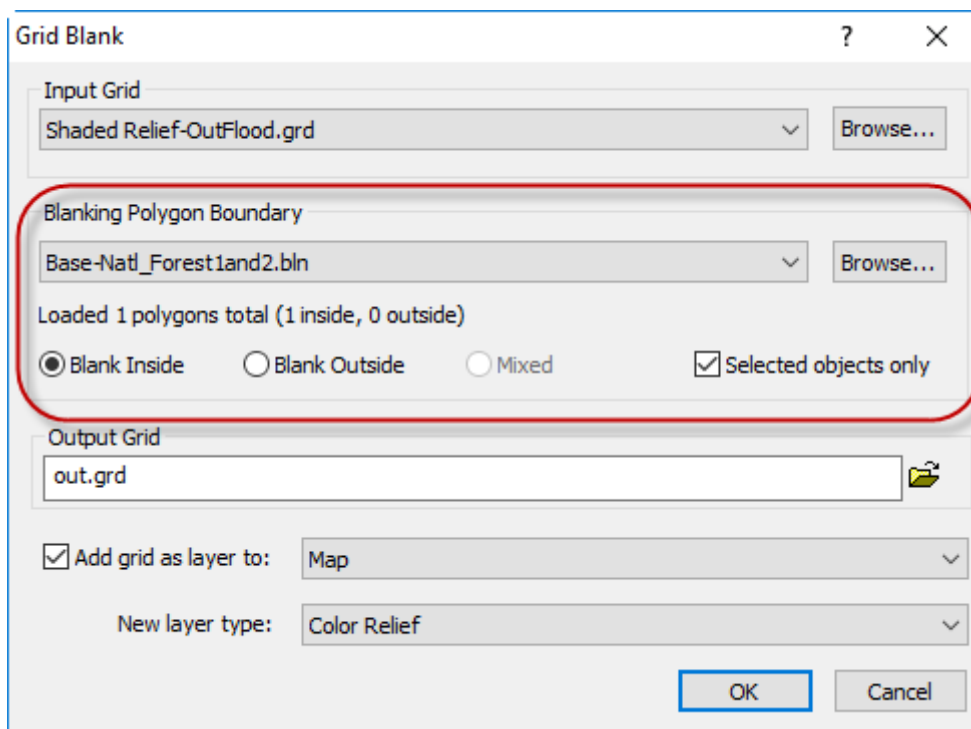 Grid Blank ?
Input Grid
Shaded Relief-OutFlood.grd Browse...
Blanking Polygon Boundary
Base-Natl_Forest1and2.bln Browse...
Loaded 1 polygons total (1 inside, 0 outside)
Blank Inside Blank Outside Mixed Selected objects only
Output Grid
out.grd
Add grid as layer to: Map
New layer type: Color Relief
OK Cancel